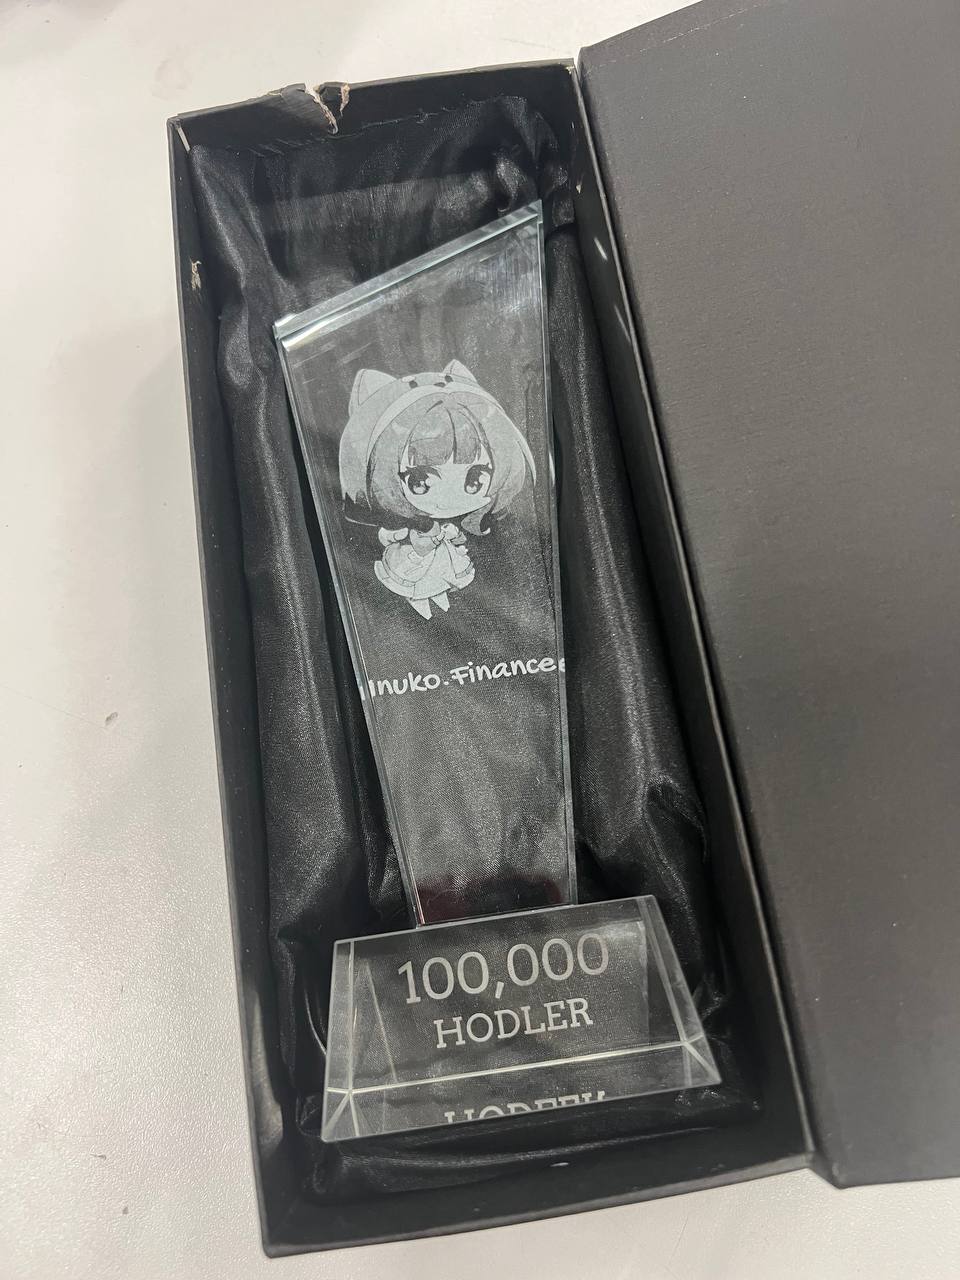 Inuko.Finance
100,000
HODLER